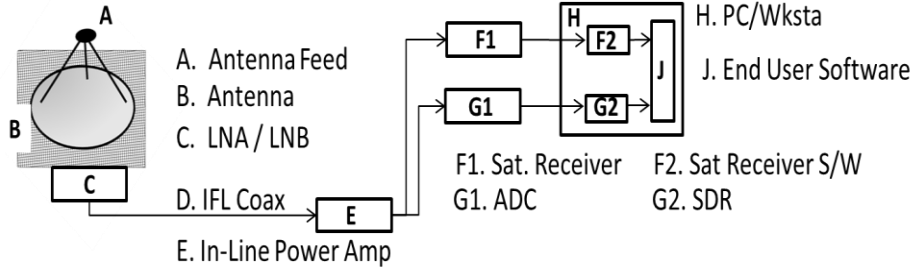 A
B
C
A. Antenna Feed
B. Antenna
C. LNA / LNB
D. IFL Coax
E
E. In-Line Power Amp
F1
G1
H
F2
G2
J
H. PC/Wksta
J. End User Software
F1. Sat. Receiver
F2. Sat Receiver S/W
G1. ADC
G2. SDR